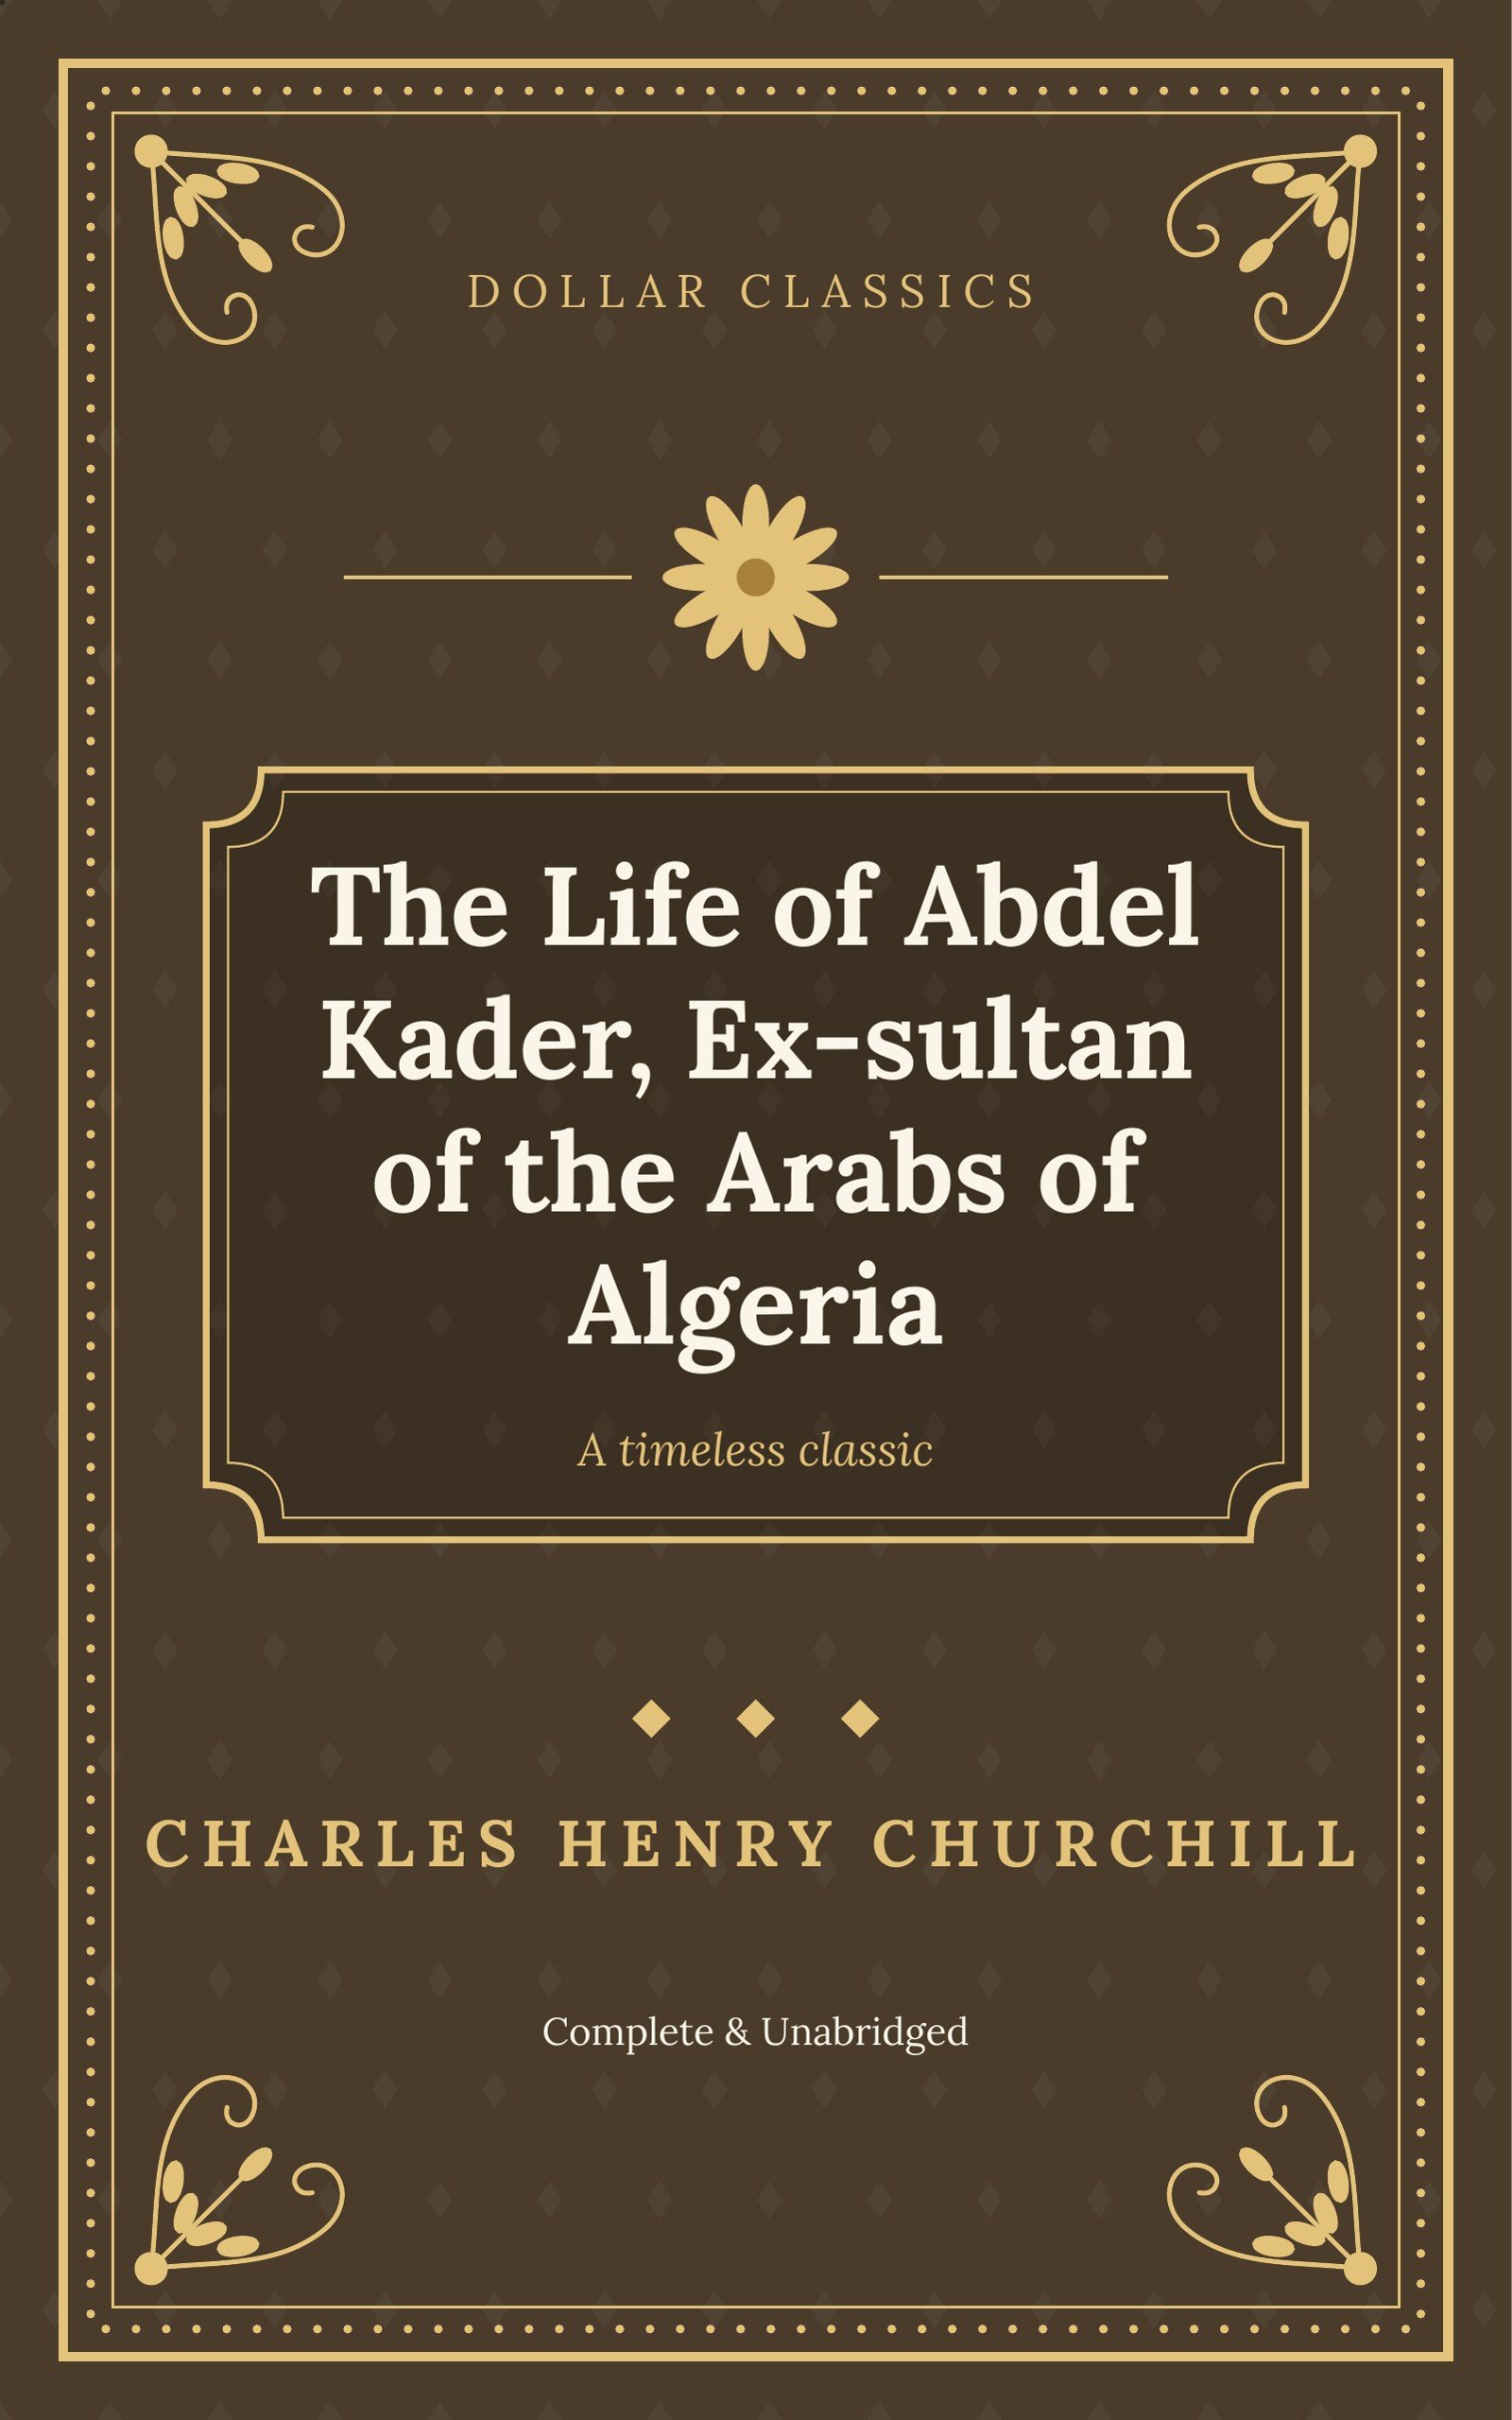 DOLLAR CLASSICS
The Life of Abdel
Kader, Ex-sultan
of the Arabs of
Algeria
A timeless classic
CHARLES HENRY CHURCHILL
Complete & Unabridged